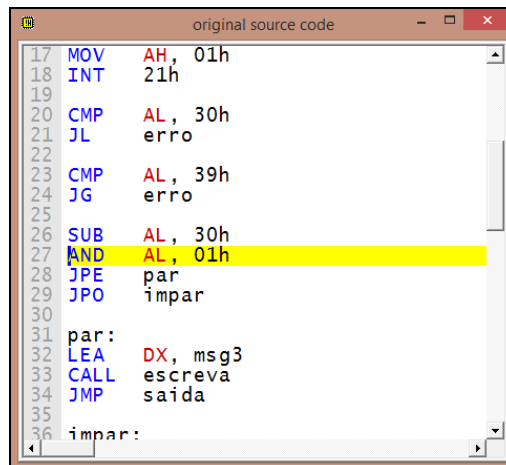 original source code
17 MOV AH, 01h
18 INT 21h
19
20 CMP AL, 30h
21 JL erro
22
23 CMP AL, 39h
24 JG erro
25
26 SUB AL, 30h
27 AND AL, 01h
28 JPE par
29 JPO impar
30
31 par:
32 LEA DX, msg3
33 CALL escreva
34 JMP saida
35
36 impar: